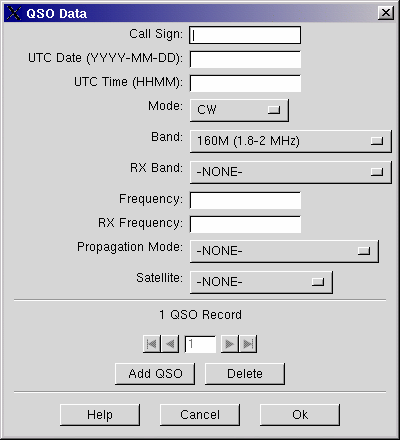 QSO Data
Call Sign:
UTC Date (YYYY-MM-DD):
UTC Time (HHMM):
Mode: CW
Band: 160M (1.8-2 MHz)
RX Band: -NONE-
Frequency:
RX Frequency:
Propagation Mode: -NONE-
Satellite: -NONE-
1 QSO Record
1
Add QSO Delete
Help Cancel Ok